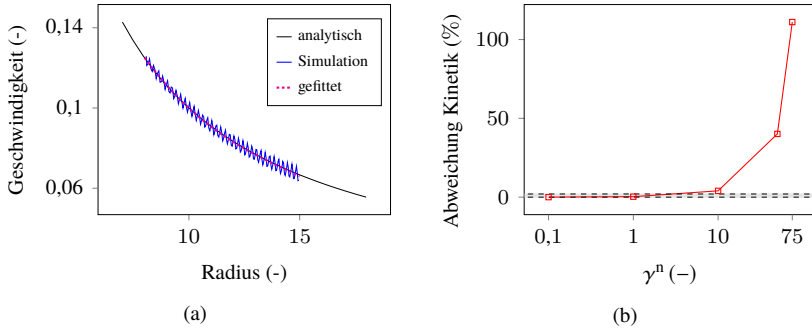 Geschwindigkeit (-)
0,14
0,1
0,06
analytisch
Simulation
gefittet
10
15
Radius (-)
(a)
Abweichung Kinetik (%)
100
50
0
0,1
1
10
75
γⁿ (−)
(b)